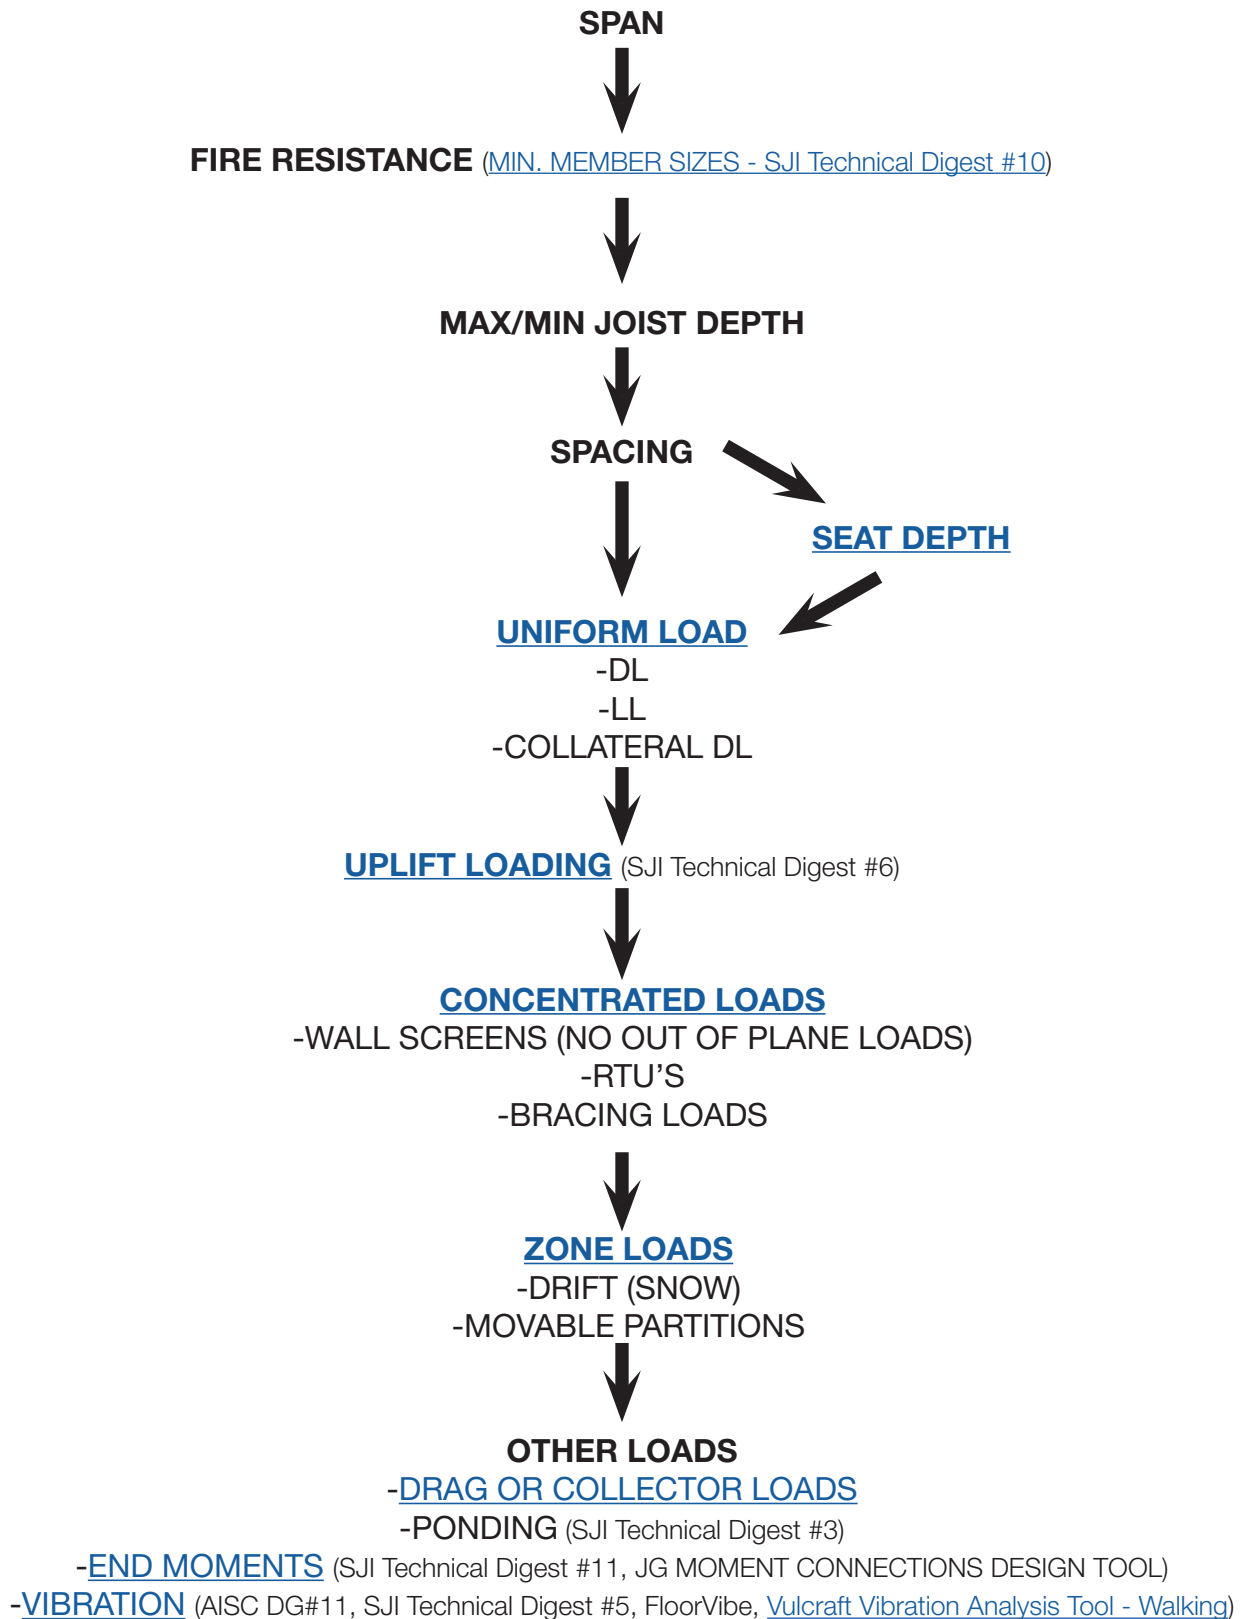 SPAN
FIRE RESISTANCE (MIN. MEMBER SIZES - SJI Technical Digest #10)
MAX/MIN JOIST DEPTH
SPACING
SEAT DEPTH
UNIFORM LOAD
-DL
-LL
-COLLATERAL DL
UPLIFT LOADING (SJI Technical Digest #6)
CONCENTRATED LOADS
-WALL SCREENS (NO OUT OF PLANE LOADS)
-RTU’S
-BRACING LOADS
ZONE LOADS
-DRIFT (SNOW)
-MOVABLE PARTITIONS
OTHER LOADS
-DRAG OR COLLECTOR LOADS
-PONDING (SJI Technical Digest #3)
-END MOMENTS (SJI Technical Digest #11, JG MOMENT CONNECTIONS DESIGN TOOL)
-VIBRATION (AISC DG#11, SJI Technical Digest #5, FloorVibe, Vulcraft Vibration Analysis Tool - Walking)